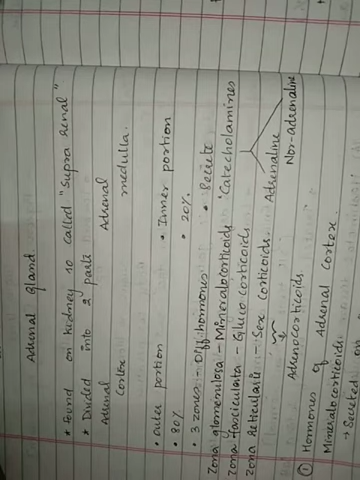 Adrenal Gland
* Found on kidney so called "Supra Renal"
* Divided into 2 parts
Adrenal Cortex
Adrenal medulla.
• Outer portion • Inner portion
• 80% • 20%.
• 3 zones - Diff. hormones • Secrete
Zona glomerulosa - Mineralocorticoids "Catecholamines
Zona fasciculata - Gluco corticoids
Zona Reticularis - Sex corticoids. Adrenaline Nor-adrenaline
Adrenocorticoids
① Hormones of Adrenal Cortex.
Mineralocorticoids
→ Secreted on